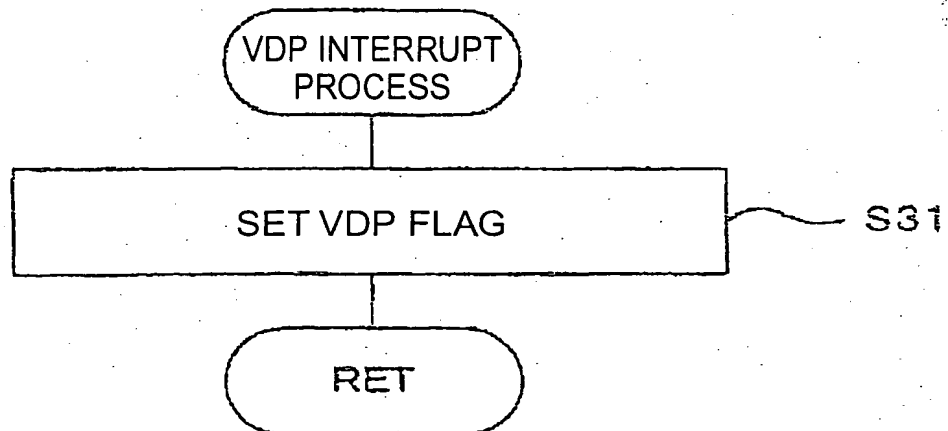 VDP INTERRUPT
PROCESS
SET VDP FLAG
S31
RET